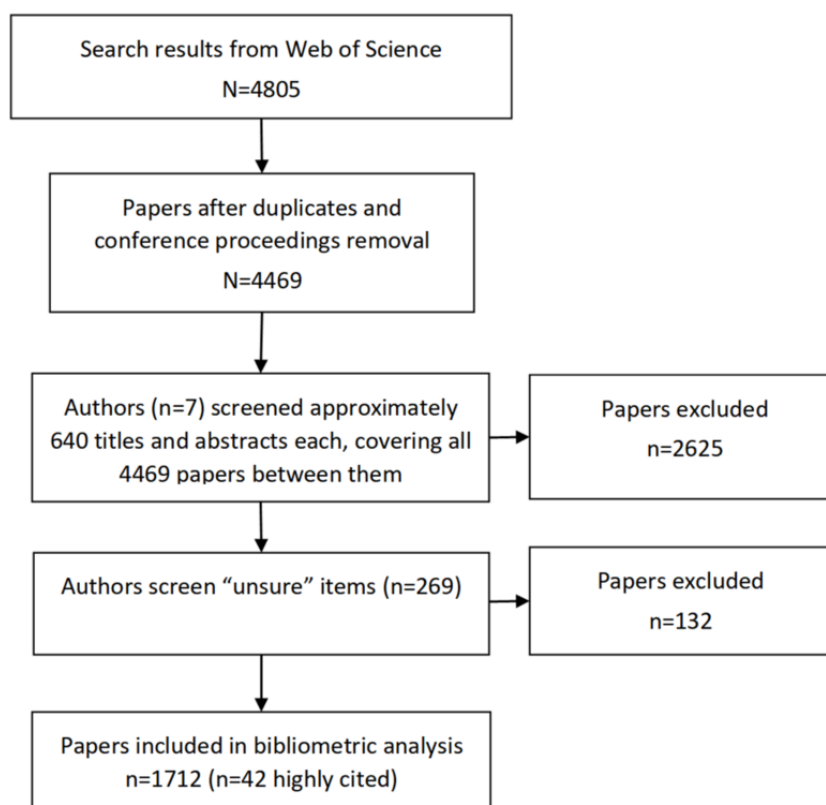 Search results from Web of Science
N=4805
Papers after duplicates and
conference proceedings removal
N=4469
Authors (n=7) screened approximately
640 titles and abstracts each, covering all
4469 papers between them
Papers excluded
n=2625
Authors screen “unsure” items (n=269)
Papers excluded
n=132
Papers included in bibliometric analysis
n=1712 (n=42 highly cited)